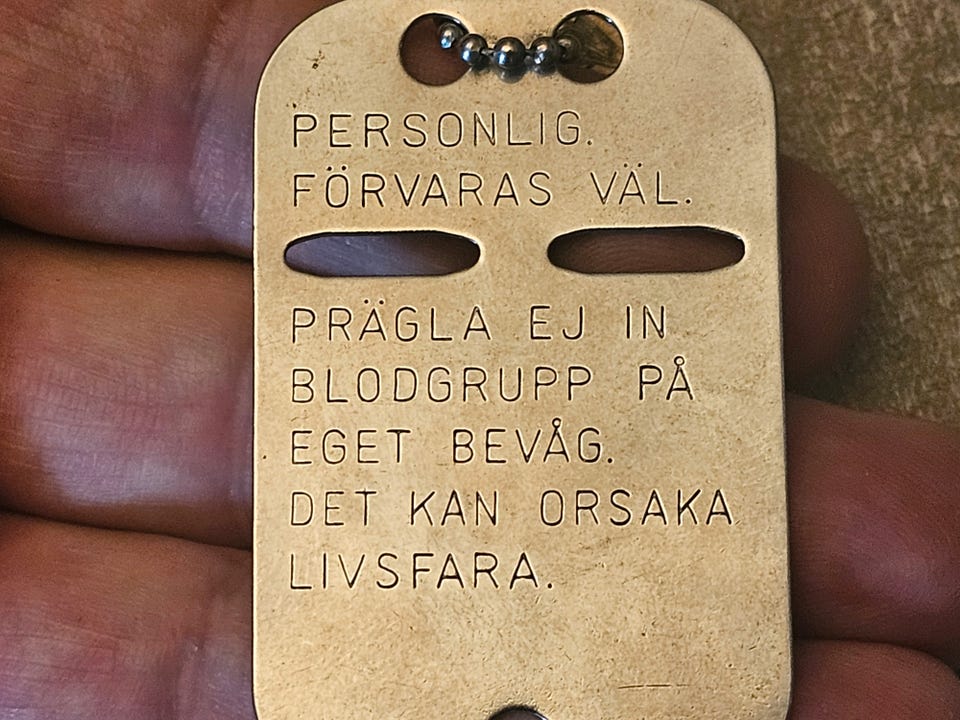 PERSONLIG.
FÖRVARAS VÄL.
PRÄGLA EJ IN
BLODGRUPP PÅ
EGET BEVÅG.
DET KAN ORSAKA
LIVSFARA.